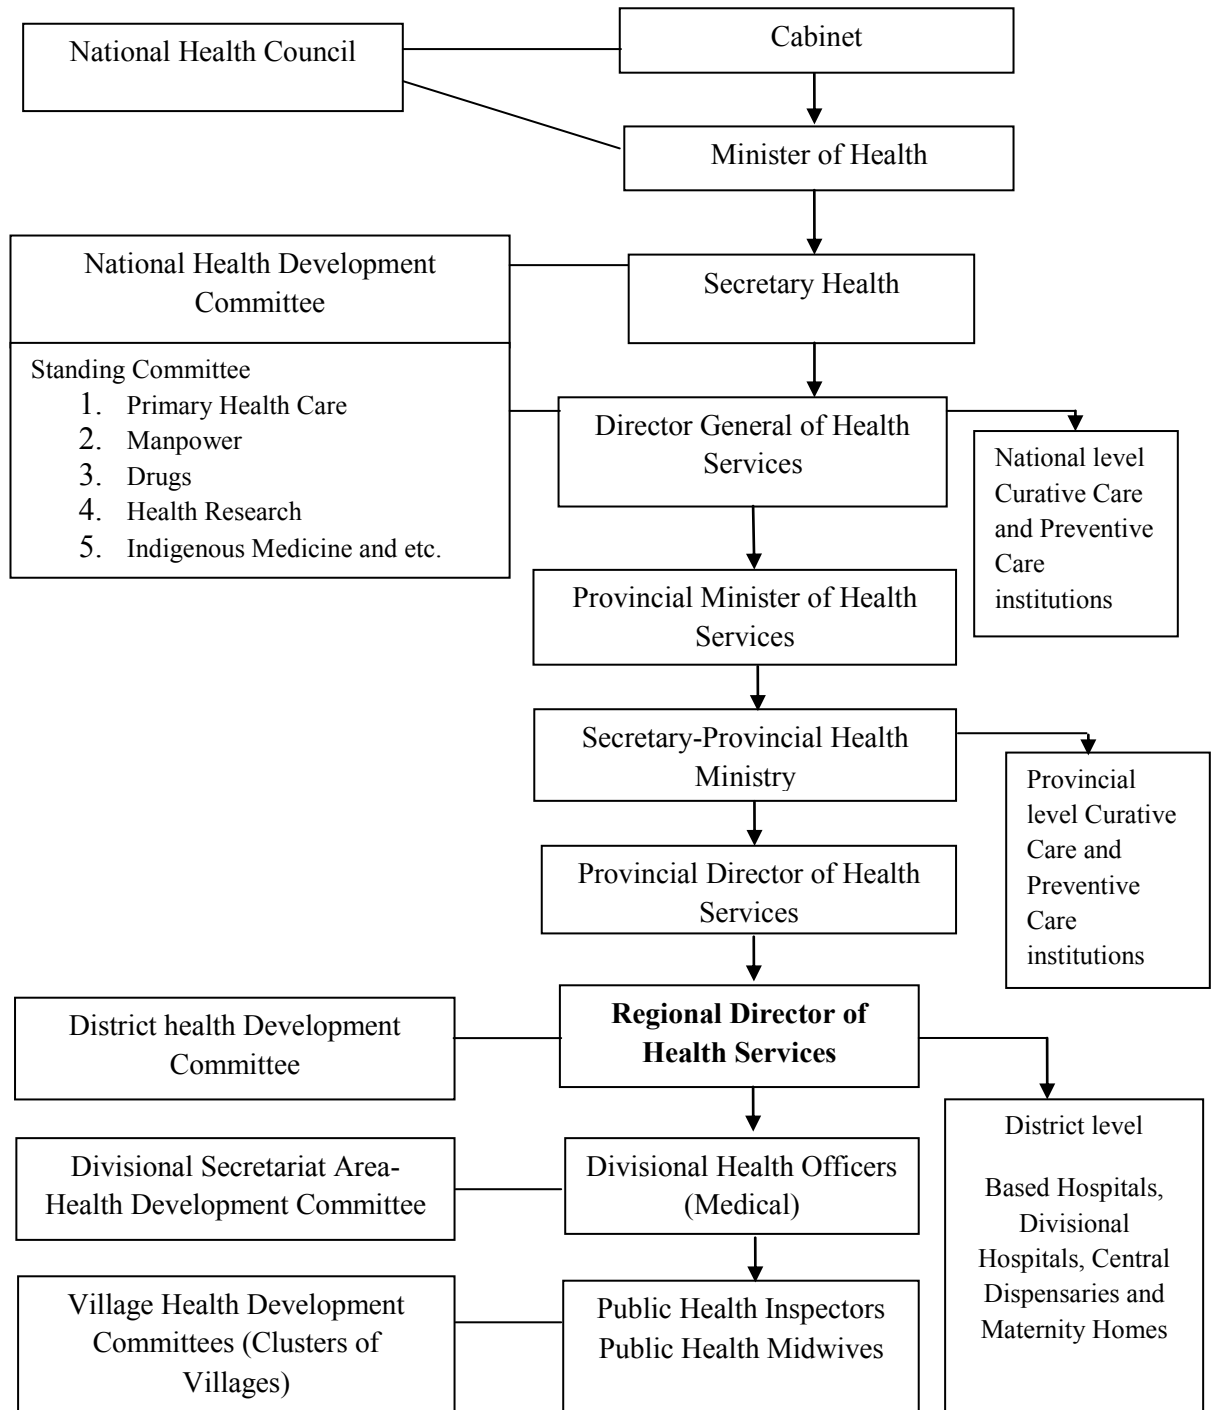 National Health Council
Cabinet
Minister of Health
National Health Development
Committee
Secretary Health
Standing Committee
1. Primary Health Care
2. Manpower
3. Drugs
4. Health Research
5. Indigenous Medicine and etc.
Director General of Health
Services
National level
Curative Care
and Preventive
Care
institutions
Provincial Minister of Health
Services
Secretary-Provincial Health
Ministry
Provincial
level Curative
Care and
Preventive
Care
institutions
Provincial Director of Health
Services
District health Development
Committee
Regional Director of
Health Services
District level
Based Hospitals,
Divisional
Hospitals, Central
Dispensaries and
Maternity Homes
Divisional Secretariat Area-
Health Development Committee
Divisional Health Officers
(Medical)
Village Health Development
Committees (Clusters of
Villages)
Public Health Inspectors
Public Health Midwives